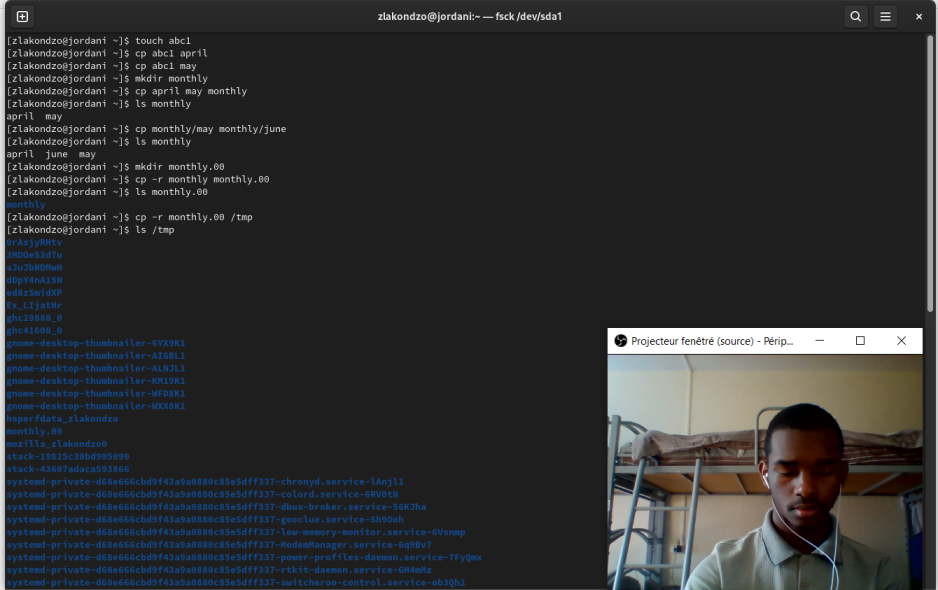 zlakondzo@jordani:~ — fsck /dev/sda1
[zlakondzo@jordani ~]$ touch abc1
[zlakondzo@jordani ~]$ cp abc1 april
[zlakondzo@jordani ~]$ cp abc1 may
[zlakondzo@jordani ~]$ mkdir monthly
[zlakondzo@jordani ~]$ cp april may monthly
[zlakondzo@jordani ~]$ ls monthly
april  may
[zlakondzo@jordani ~]$ cp monthly/may monthly/june
[zlakondzo@jordani ~]$ ls monthly
april  june  may
[zlakondzo@jordani ~]$ mkdir monthly.00
[zlakondzo@jordani ~]$ cp -r monthly monthly.00
[zlakondzo@jordani ~]$ ls monthly.00
monthly
[zlakondzo@jordani ~]$ cp -r monthly.00 /tmp
[zlakondzo@jordani ~]$ ls /tmp
0rAsjyRHtv
3MDOeS3d7u
aJuJbNDMwH
dDpY4nA15H
ed8zSmidXP
Ex_LIjatHr
ghc29888_0
ghc41608_0
gnome-desktop-thumbnailer-6YX9K1
gnome-desktop-thumbnailer-AIGBL1
gnome-desktop-thumbnailer-ALNJL1
gnome-desktop-thumbnailer-KM19K1
gnome-desktop-thumbnailer-WFDXK1
gnome-desktop-thumbnailer-WXX8K1
hsperfdata_zlakondzo
monthly.00
mozilla_zlakondzo0
stack-19825c30bd905090
stack-43607adaca593866
systemd-private-d68e666cbd9f43a9a0880c85e5dff337-chronyd.service-lAnjl1
systemd-private-d68e666cbd9f43a9a0880c85e5dff337-colord.service-6RV0tN
systemd-private-d68e666cbd9f43a9a0880c85e5dff337-dbus-broker.service-56KJha
systemd-private-d68e666cbd9f43a9a0880c85e5dff337-geoclue.service-5h9Ooh
systemd-private-d68e666cbd9f43a9a0880c85e5dff337-low-memory-monitor.service-GVsnmp
systemd-private-d68e666cbd9f43a9a0880c85e5dff337-ModemManager.service-6q9Bv7
systemd-private-d68e666cbd9f43a9a0880c85e5dff337-power-profiles-daemon.service-7FyQmx
systemd-private-d68e666cbd9f43a9a0880c85e5dff337-rtkit-daemon.service-GH4mMz
systemd-private-d68e666cbd9f43a9a0880c85e5dff337-switcheroo-control.service-ob3Qh2
Projecteur fenêtré (source) - Périp...